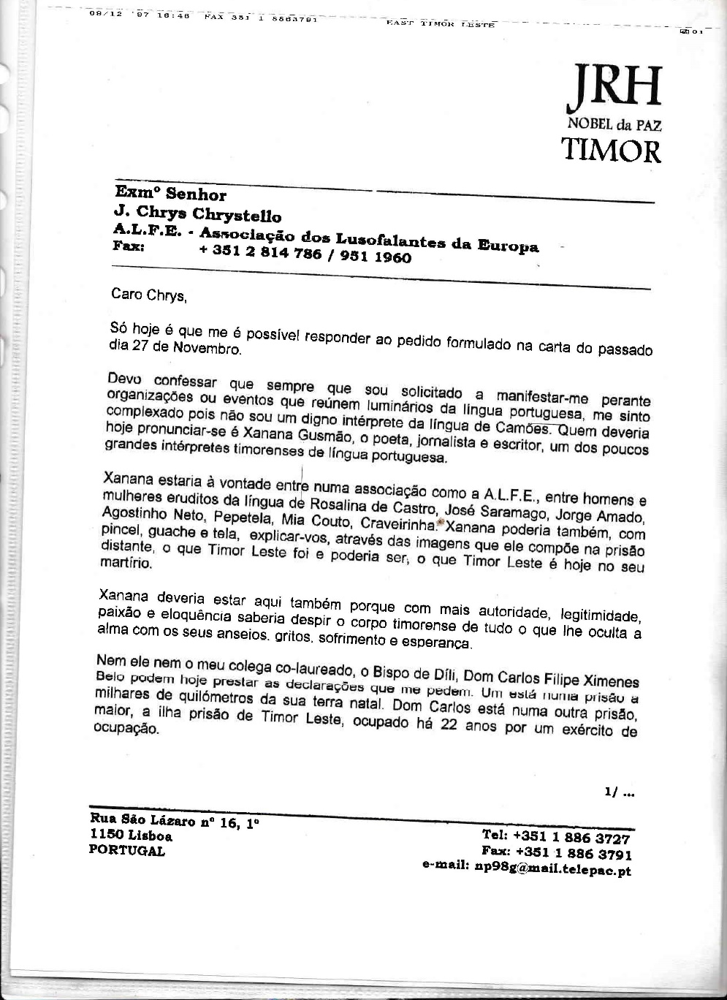 09/12 '97 16:46 FAX 351 1 8863791 EAST TIMOR LESTE 01
JRH
NOBEL da PAZ
TIMOR
Exmº Senhor
J. Chrys Chrystello
A.L.F.E. - Associação dos Lusofalantes da Europa
Fax: + 351 2 814 786 / 951 1960
Caro Chrys,
Só hoje é que me é possível responder ao pedido formulado na carta do passado
dia 27 de Novembro.
Devo confessar que sempre que sou solicitado a manifestar-me perante
organizações ou eventos que reúnem luminários da língua portuguesa, me sinto
complexado pois não sou um digno intérprete da língua de Camões. Quem deveria
hoje pronunciar-se é Xanana Gusmão, o poeta, jornalista e escritor, um dos poucos
grandes intérpretes timorenses de língua portuguesa.
Xanana estaria à vontade entre numa associação como a A.L.F.E., entre homens e
mulheres eruditos da língua de Rosalina de Castro, José Saramago, Jorge Amado,
Agostinho Neto, Pepetela, Mia Couto, Craveirinha. Xanana poderia também, com
pincel, guache e tela, explicar-vos, através das imagens que ele compõe na prisão
distante, o que Timor Leste foi e poderia ser, o que Timor Leste é hoje no seu
martírio.
Xanana deveria estar aqui também porque com mais autoridade, legitimidade,
paixão e eloquência saberia despir o corpo timorense de tudo o que lhe oculta a
alma com os seus anseios, gritos, sofrimento e esperança.
Nem ele nem o meu colega co-laureado, o Bispo de Díli, Dom Carlos Filipe Ximenes
Belo podem hoje prestar as declarações que me pedem. Um está numa prisão a
milhares de quilómetros da sua terra natal. Dom Carlos está numa outra prisão,
maior, a ilha prisão de Timor Leste, ocupado há 22 anos por um exército de
ocupação.
1/ ...
Rua São Lázaro nº 16, 1º
1150 Lisboa
PORTUGAL
Tel: +351 1 886 3727
Fax: +351 1 886 3791
e-mail: np98g@mail.telepac.pt